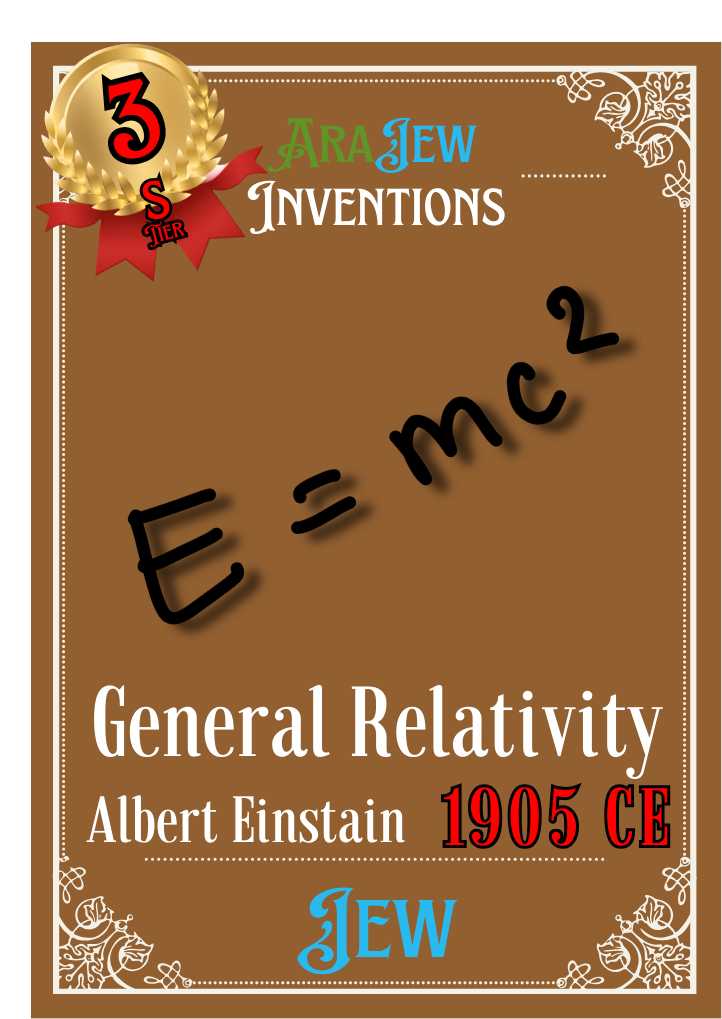 3
S
Tier
AraJew
Inventions
E = mc²
General Relativity
Albert Einstain 1905 CE
Jew